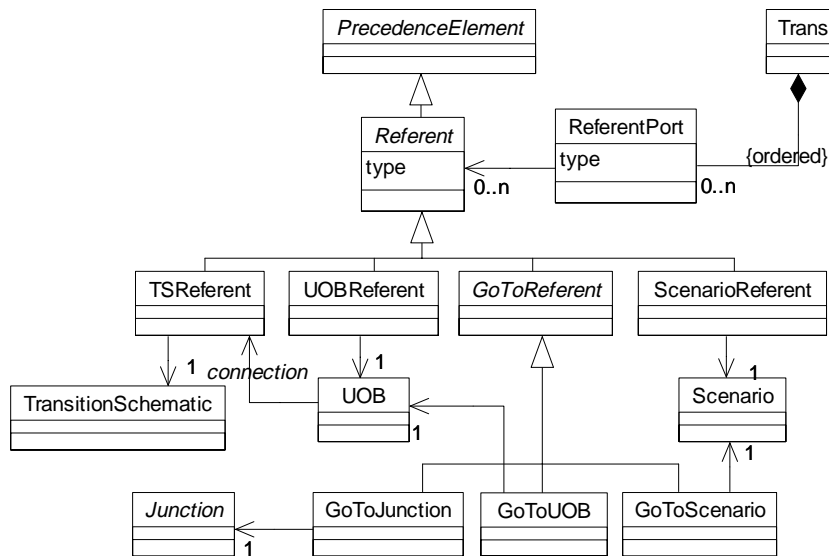 PrecedenceElement
Trans
Referent
type
ReferentPort
type
{ordered}
0..n
0..n
TSReferent
UOBReferent
GoToReferent
ScenarioReferent
1
connection
1
1
TransitionSchematic
UOB
Scenario
1
1
Junction
GoToJunction
GoToUOB
GoToScenario
1